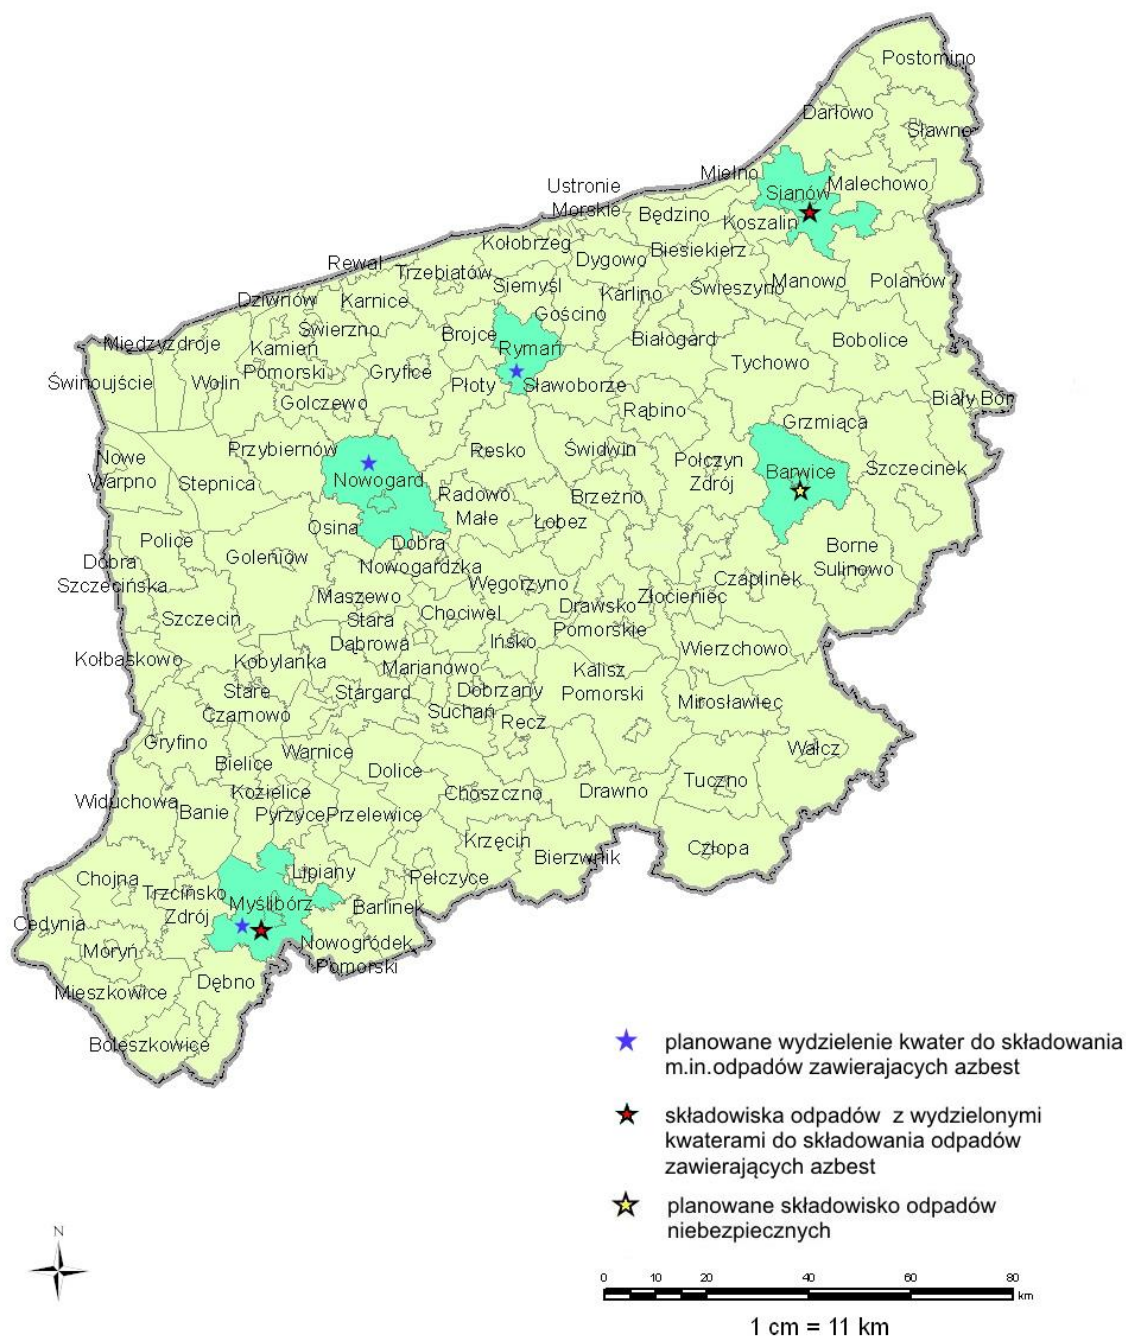 Postomino
Darłowo
Sławno
Mielno
Sianów
Malechowo
Ustronie
Morskie
Będzino
Koszalin
Kołobrzeg
Dygowo
Biesiekierz
Rewal
Trzebiatów
Siemyśl
Karlino
Świeszyno
Manowo
Polanów
Dziwnów
Karnice
Gościno
Świerzno
Brojce
Rymań
Białogard
Bobolice
Międzyzdroje
Kamień
Pomorski
Gryfice
Tychowo
Świnoujście
Wolin
Płoty
Sławoborze
Golczewo
Rąbino
Biały Bór
Grzmiąca
Przybiernów
Resko
Świdwin
Nowe
Warpno
Stepnica
Nowogard
Połczyn
Zdrój
Barwice
Szczecinek
Radowo
Małe
Brzeżno
Osina
Łobez
Police
Dobra
Nowogardzka
Borne
Sulinowo
Dobra
Szczecińska
Goleniów
Węgorzyno
Czaplinek
Maszewo
Złocieniec
Chociwel
Drawsko
Pomorskie
Szczecin
Stara
Dąbrowa
Ińsko
Wierzchowo
Kołbaskowo
Kobylanka
Marianowo
Kalisz
Pomorski
Stare
Czarnowo
Stargard
Dobrzany
Suchań
Mirosławiec
Recz
Gryfino
Warnice
Wałcz
Bielice
Dolice
Tuczno
Widuchowa
Kozielice
Choszczno
Drawno
Banie
Pyrzyce
Przelewice
Krzęcin
Bierzwnik
Człopa
Chojna
Lipiany
Pełczyce
Trzcińsko
Zdrój
Myślibórz
Barlinek
Cedynia
Moryń
Nowogródek
Pomorski
Mieszkowice
Dębno
Boleszkowice
planowane wydzielenie kwater do składowania
m.in.odpadów zawierajacych azbest
składowiska odpadów z wydzielonymi
kwaterami do składowania odpadów
zawierających azbest
planowane składowisko odpadów
niebezpiecznych
N
0 10 20 40 60 80
km
1 cm = 11 km